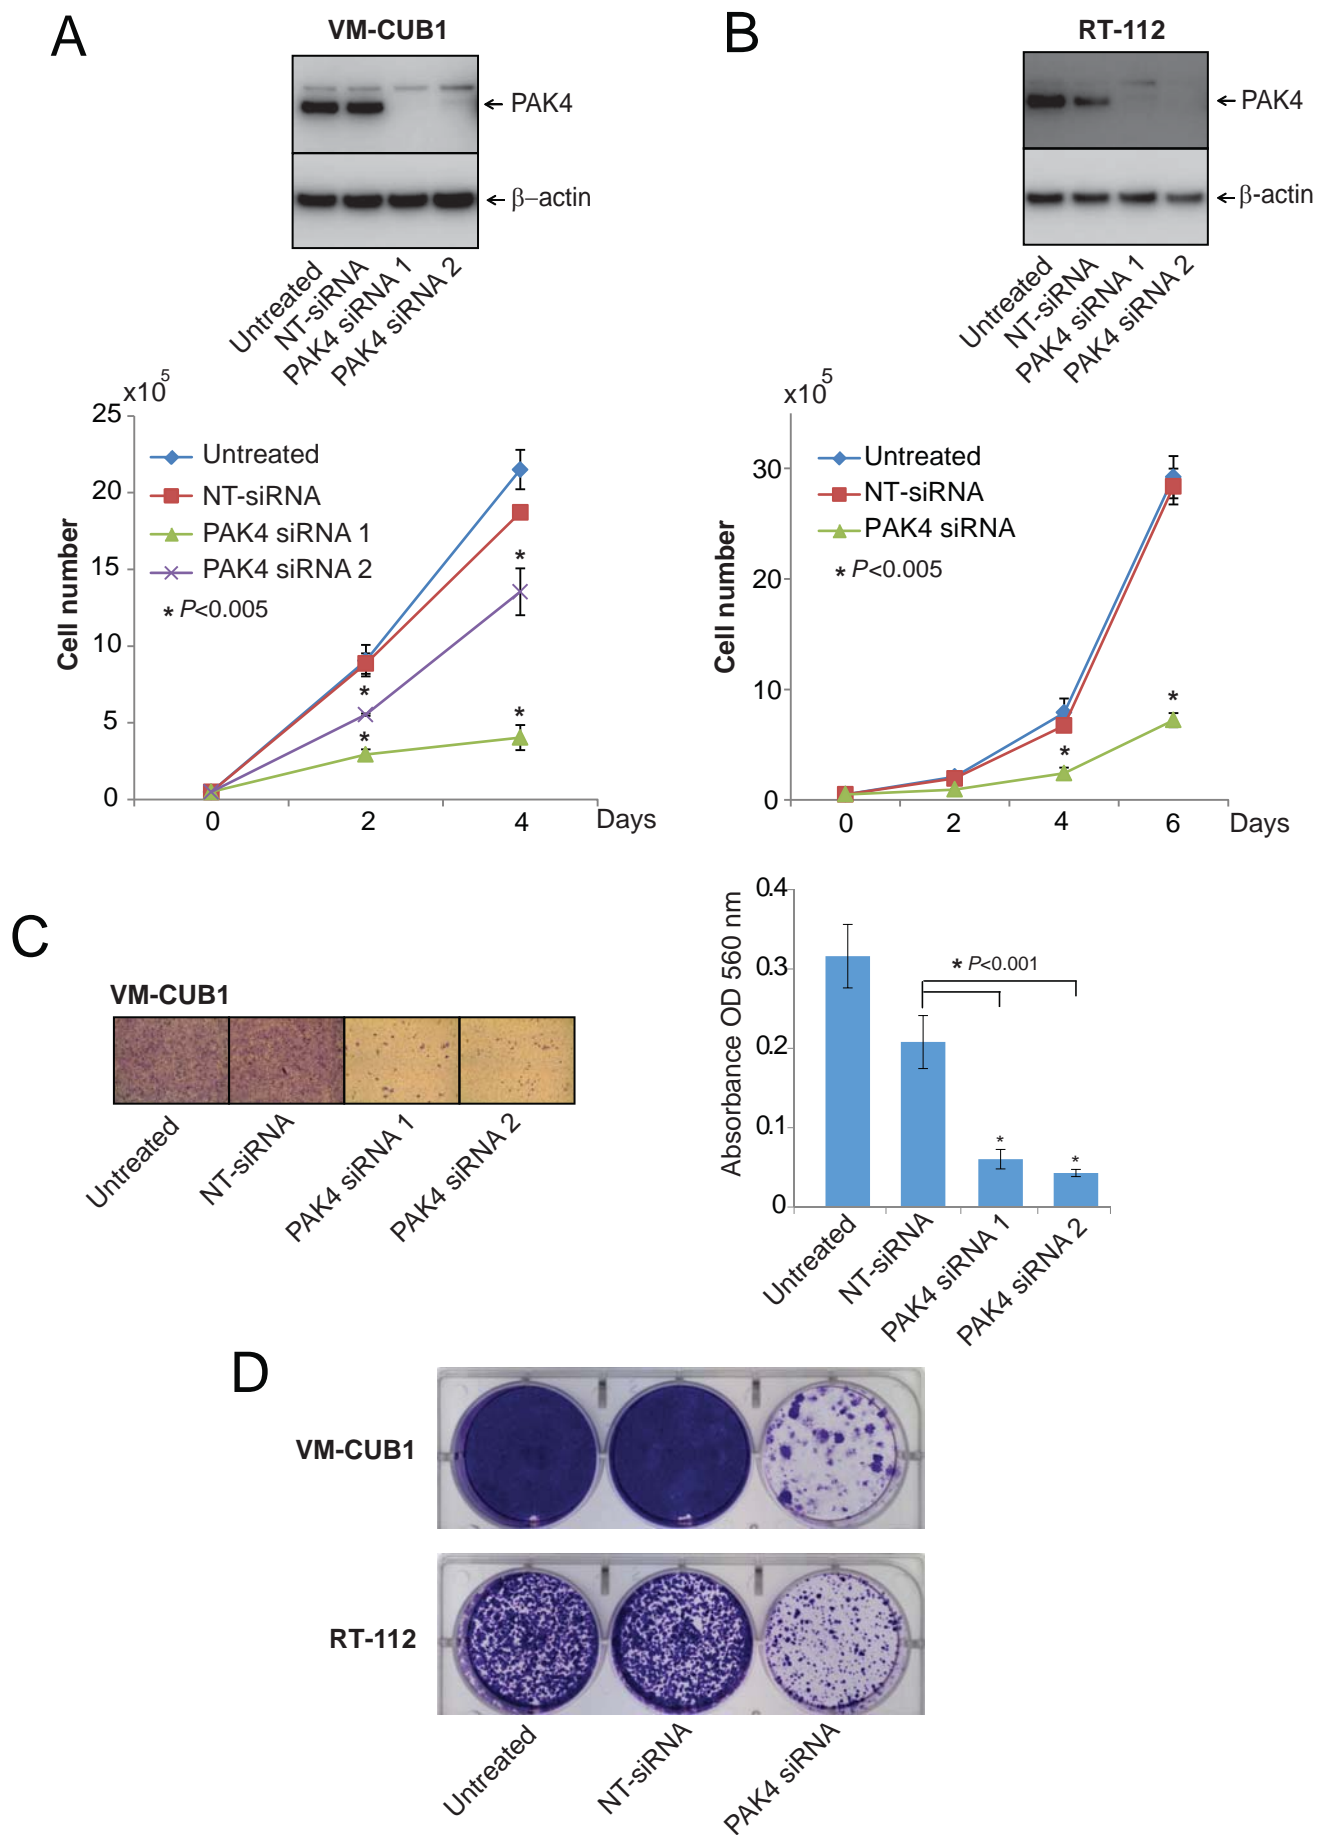 A
VM-CUB1
PAK4
β–actin
Untreated
NT-siRNA
PAK4 siRNA 1
PAK4 siRNA 2
x10^5
25
20
15
10
5
0
Cell number
Untreated
NT-siRNA
PAK4 siRNA 1
PAK4 siRNA 2
* P<0.005
*
*
*
*
0 2 4 Days
B
RT-112
PAK4
β-actin
Untreated
NT-siRNA
PAK4 siRNA 1
PAK4 siRNA 2
x10^5
30
20
10
0
Cell number
Untreated
NT-siRNA
PAK4 siRNA
* P<0.005
*
*
0 2 4 6 Days
C
VM-CUB1
Untreated
NT-siRNA
PAK4 siRNA 1
PAK4 siRNA 2
Absorbance OD 560 nm
0.4
0.3
0.2
0.1
0
* P<0.001
*
*
Untreated
NT-siRNA
PAK4 siRNA 1
PAK4 siRNA 2
D
VM-CUB1
RT-112
Untreated
NT-siRNA
PAK4 siRNA